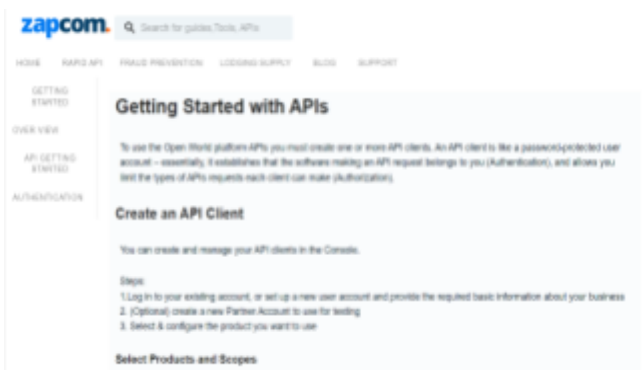 zapcom.
Search for guides, Tools, APIs
HOME RAPID API FRAUD PREVENTION LODGING SUPPLY BLOG SUPPORT
GETTING
STARTED
OVER VIEW
API GETTING
STARTED
AUTHENTICATION
Getting Started with APIs
To use the Open World platform APIs you must create one or more API clients. An API client is like a password-protected user
account – essentially, it establishes that the software making an API request belongs to you (Authentication), and allows you
limit the types of APIs requests each client can make (Authorization).
Create an API Client
You can create and manage your API clients in the Console.
Steps:
1.Log in to your existing account, or set up a new user account and provide the required basic information about your business
2. (Optional) create a new Partner Account to use for testing
3. Select & configure the product you want to use
Select Products and Scopes